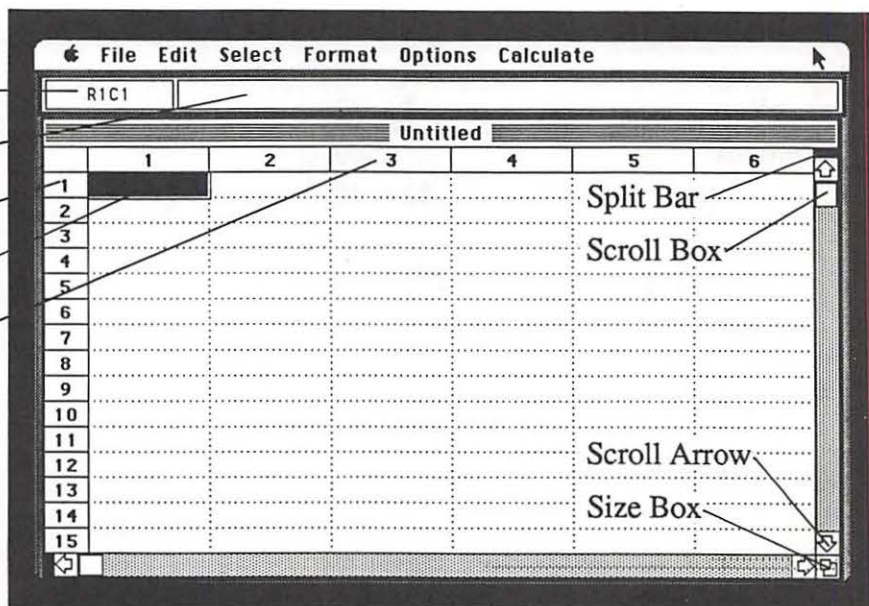 File Edit Select Format Options Calculate
R1C1
Untitled
1 2 3 4 5 6
1
2
3
4
5
6
7
8
9
10
11
12
13
14
15
Split Bar
Scroll Box
Scroll Arrow
Size Box